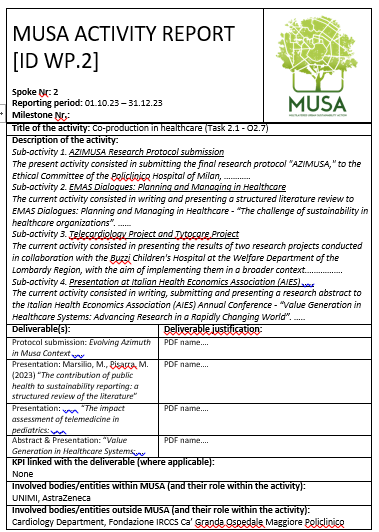 MUSA ACTIVITY REPORT
[ID WP.2]
Spoke Nr: 2
Reporting period: 01.10.23 – 31.12.23
Milestone Nr.:
MUSA
Title of the activity: Co-production in healthcare (Task 2.1 - O2.7)
Description of the activity:
Sub-activity 1. AZIMUSA Research Protocol submission
The present activity consisted in submitting the final research protocol "AZIMUSA," to the
Ethical Committee of the Policlinico Hospital of Milan, ............
Sub-activity 2. EMAS Dialogues: Planning and Managing in Healthcare
The current activity consisted in writing and presenting a structured literature review to
EMAS Dialogues: Planning and Managing in Healthcare - “The challenge of sustainability in
healthcare organizations”. ......
Sub-activity 3. Telecardiology Project and Tytocare Project
The current activity consisted in presenting the results of two research projects conducted
in collaboration with the Buzzi Children's Hospital at the Welfare Department of the
Lombardy Region, with the aim of implementing them in a broader context................
Sub-activity 4. Presentation at Italian Health Economics Association (AIES) ....
The current activity consisted in writing, submitting and presenting a research abstract to
the Italian Health Economics Association (AIES) Annual Conference - “Value Generation in
Healthcare Systems: Advancing Research in a Rapidly Changing World”. .....
Deliverable(s): Deliverable justification:
Protocol submission: Evolving Azimuth PDF name....
in Musa Context....
Presentation: Marsilio, M., Pisarra, M. PDF name....
(2023) “The contribution of public
health to sustainability reporting: a
structured review of the literature”
Presentation: .... “The impact PDF name....
assessment of telemedicine in
pediatrics: ....
Abstract & Presentation: “Value PDF name....
Generation in Healthcare Systems....
KPI linked with the deliverable (where applicable):
None
Involved bodies/entities within MUSA (and their role within the activity):
UNIMI, AstraZeneca
Involved bodies/entities outside MUSA (and their role within the activity):
Cardiology Department, Fondazione IRCCS Ca’ Granda Ospedale Maggiore Policlinico